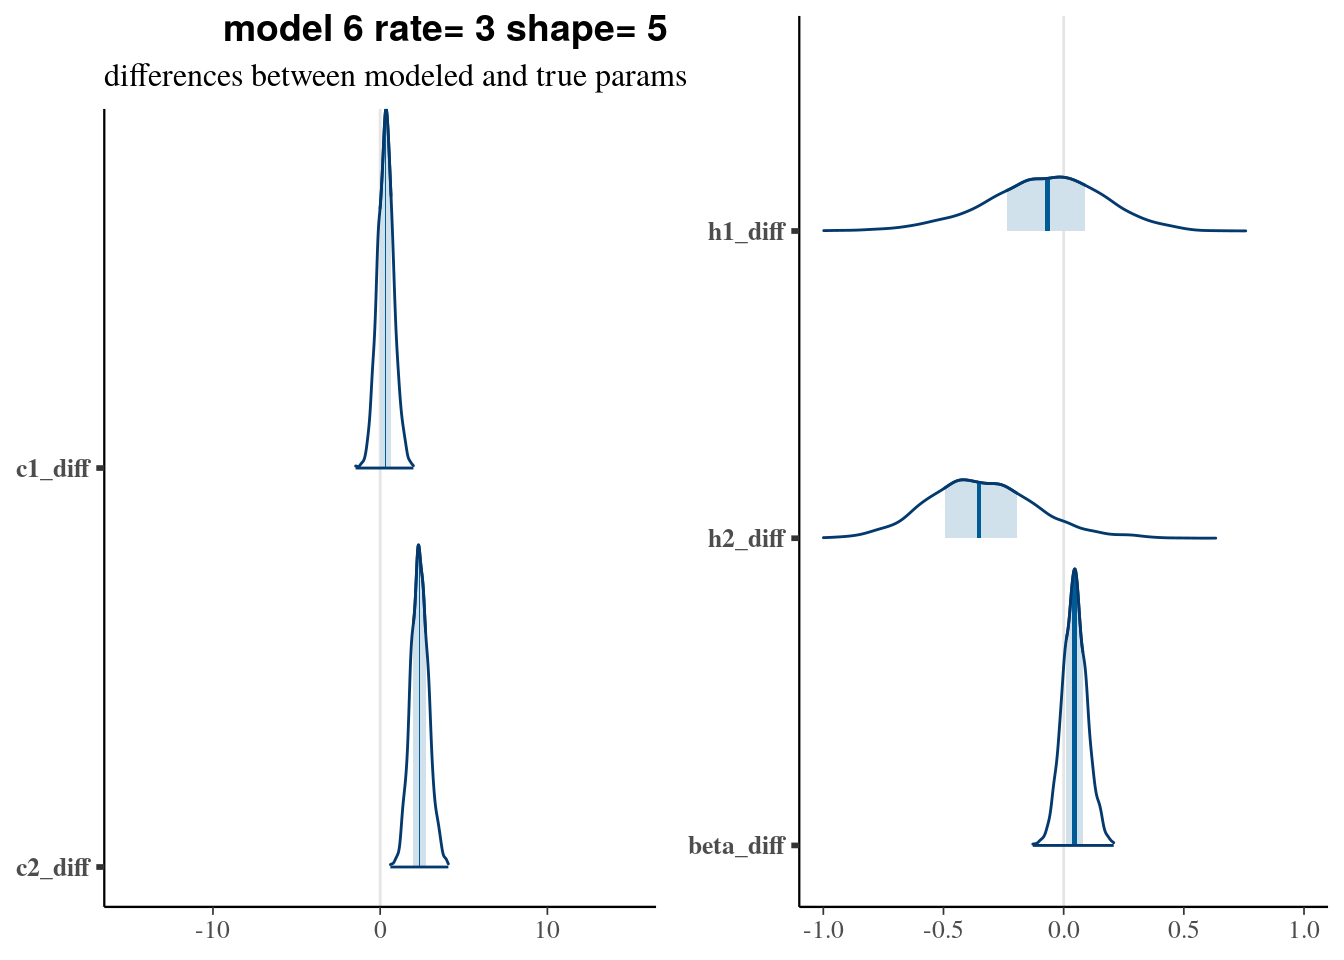 model 6 rate= 3 shape= 5
differences between modeled and true params
c1_diff
c2_diff
-10 0 10
h1_diff
h2_diff
beta_diff
-1.0 -0.5 0.0 0.5 1.0